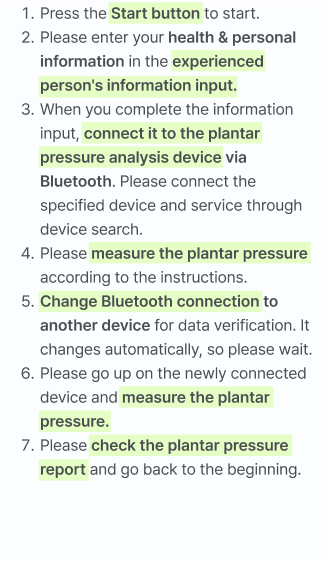 1. Press the Start button to start.
2. Please enter your health & personal
information in the experienced
person's information input.
3. When you complete the information
input, connect it to the plantar
pressure analysis device via
Bluetooth. Please connect the
specified device and service through
device search.
4. Please measure the plantar pressure
according to the instructions.
5. Change Bluetooth connection to
another device for data verification. It
changes automatically, so please wait.
6. Please go up on the newly connected
device and measure the plantar
pressure.
7. Please check the plantar pressure
report and go back to the beginning.